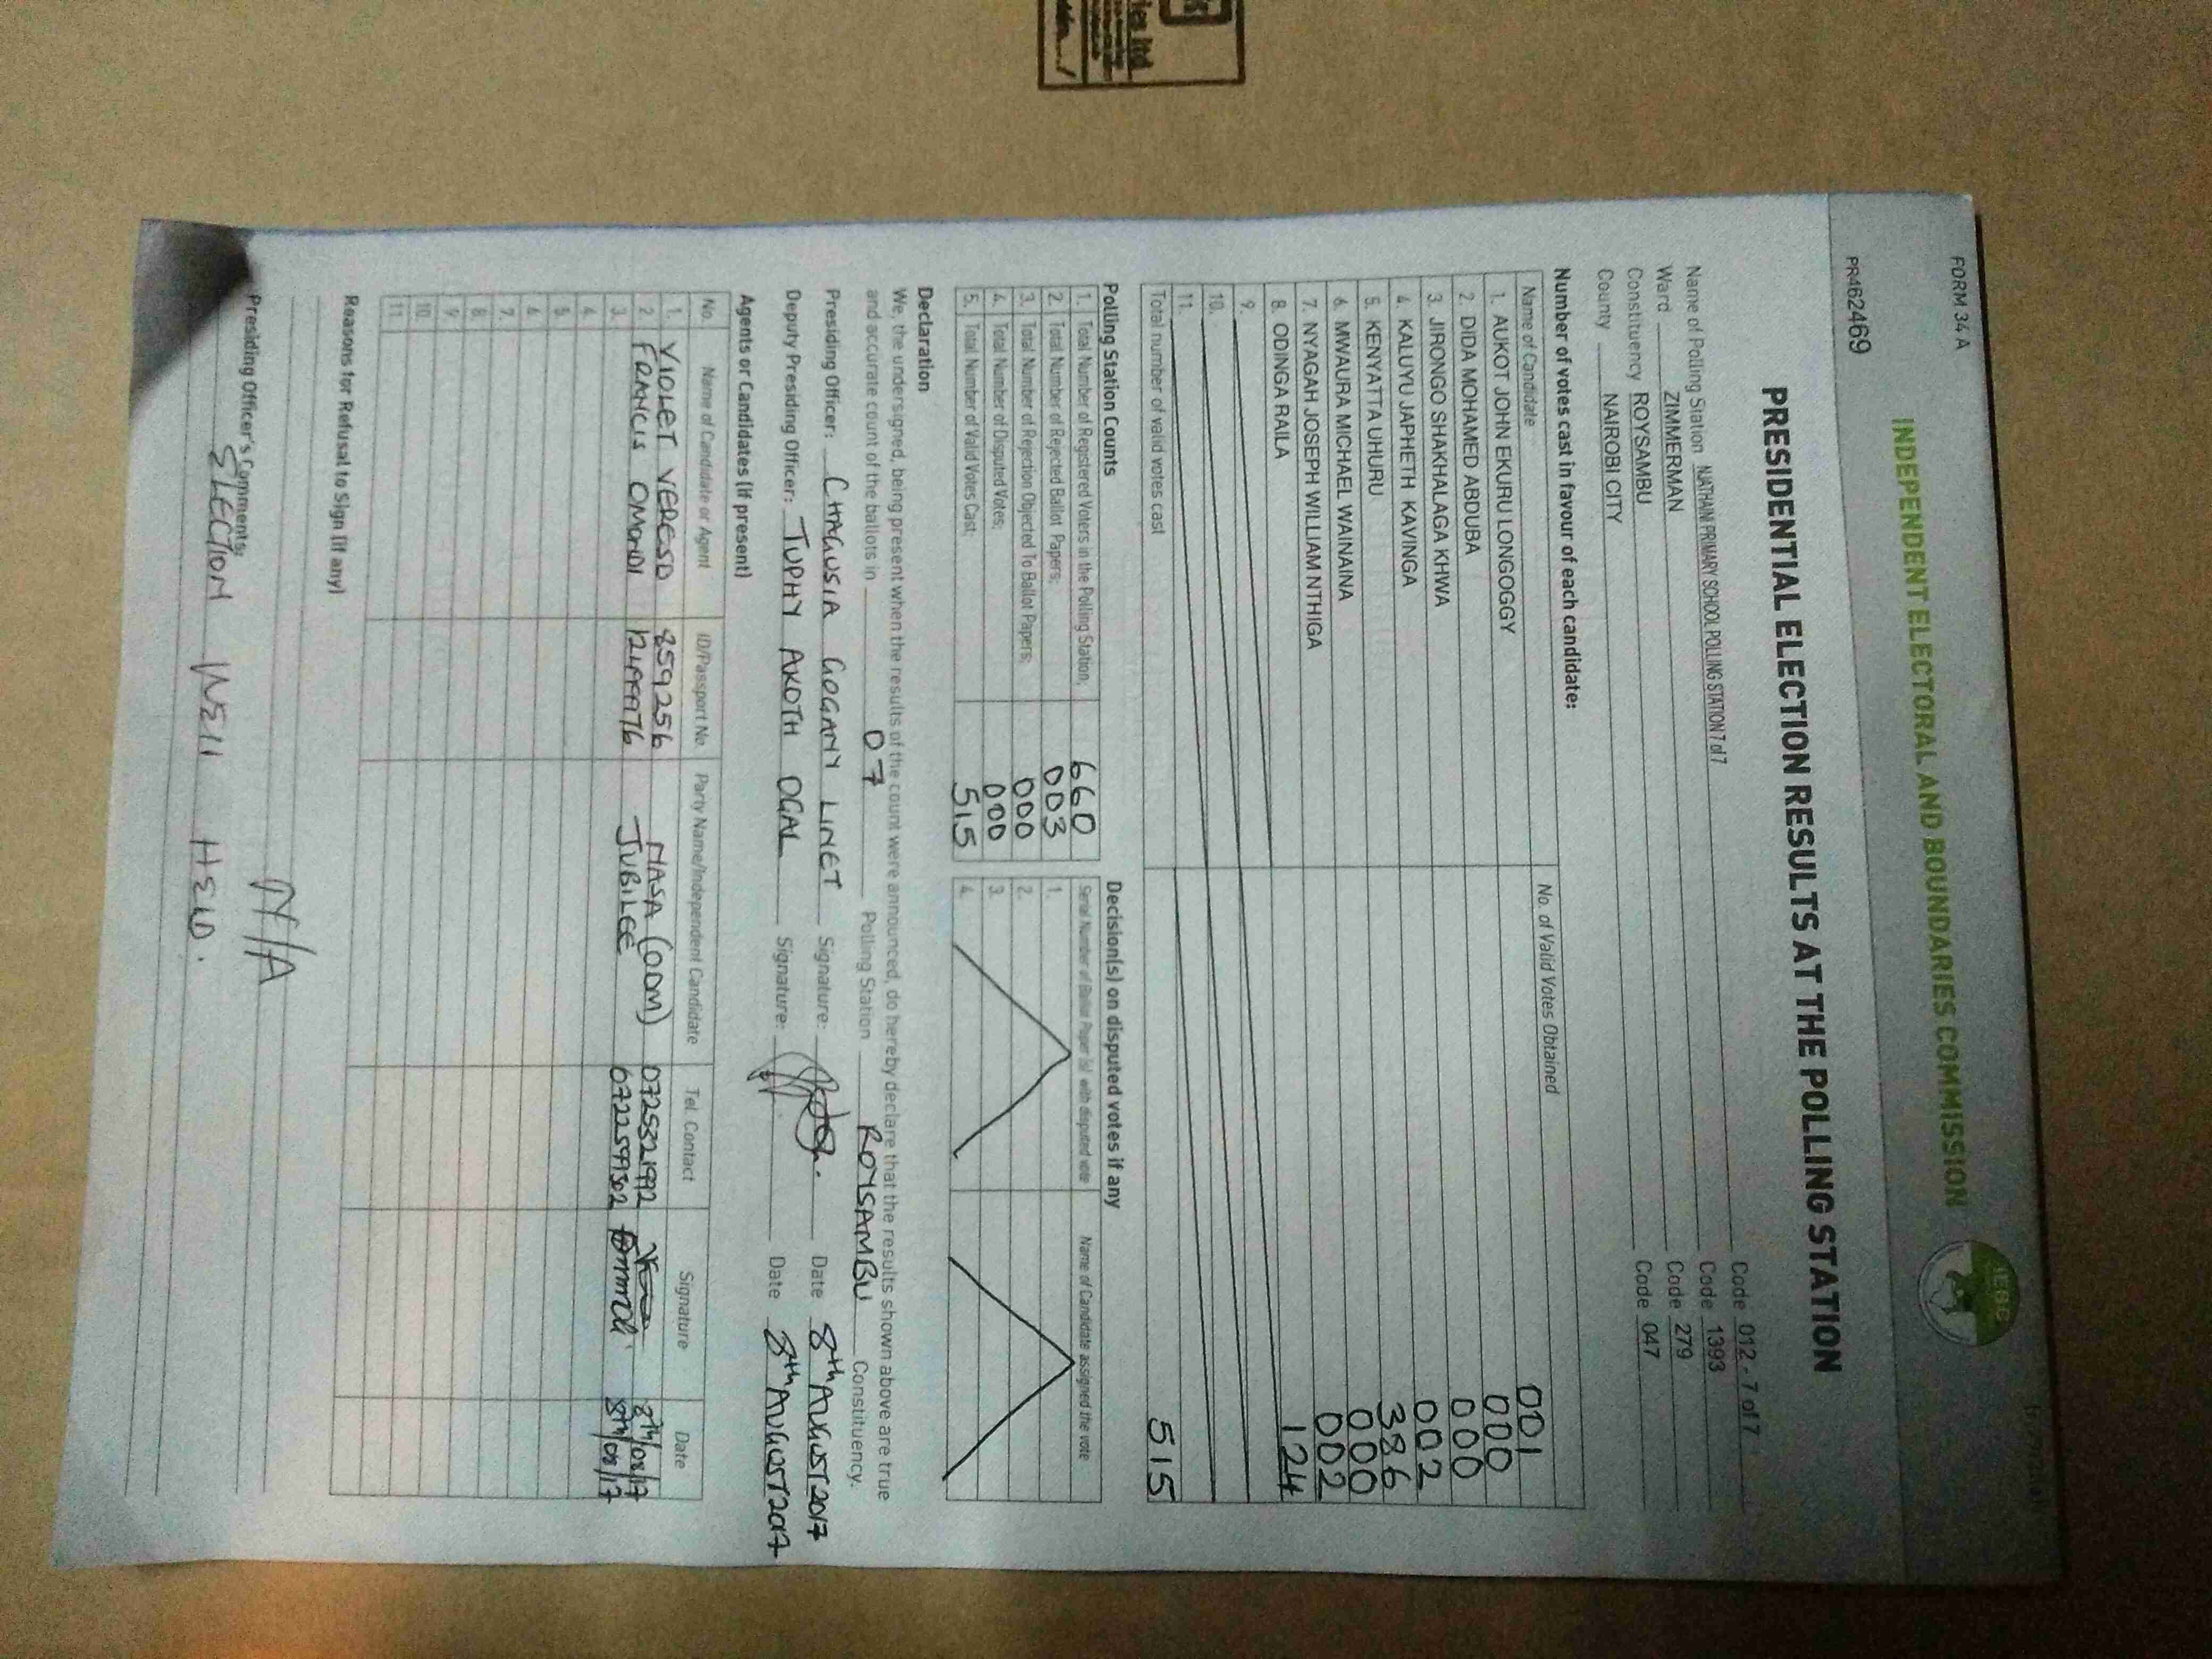 FORM 34 A
INDEPENDENT ELECTORAL AND BOUNDARIES COMMISSION
IEBC
PR462469
PRESIDENTIAL ELECTION RESULTS AT THE POLLING STATION
Name of Polling Station NJATHAINI PRIMARY SCHOOL POLLING STATION 7 of 7 Code 012 - 7 of 7
Ward ZIMMERMAN Code 1393
Constituency ROYSAMBU Code 279
County NAIROBI CITY Code 047
Number of votes cast in favour of each candidate:
Name of Candidate No. of Valid Votes Obtained
1. AUKOT JOHN EKURU LONGOGGY 001
2. DIDA MOHAMED ABDUBA 000
3. JIRONGO SHAKHALAGA KHWA 000
4. KALUYU JAPHETH KAVINGA 002
5. KENYATTA UHURU 386
6. MWAURA MICHAEL WAINAINA 000
7. NYAGAH JOSEPH WILLIAM NTHIGA 002
8. ODINGA RAILA 124
9.
10.
11.
Total number of valid votes cast 515
Polling Station Counts
1. Total Number of Registered Voters in the Polling Station; 660
2. Total Number of Rejected Ballot Papers; 003
3. Total Number of Rejection Objected To Ballot Papers; 000
4. Total Number of Disputed Votes; 000
5. Total Number of Valid Votes Cast; 515
Decision(s) on disputed votes if any
Serial Number of Ballot Paper (s) with disputed vote Name of Candidate assigned the vote
1.
2.
3.
4.
Declaration
We, the undersigned, being present when the results of the count were announced, do hereby declare that the results shown above are true
and accurate count of the ballots in 07 Polling Station ROYSAMBU Constituency.
Presiding Officer: CHAGUSIA GOGANY LINET Signature: Date 8th AUGUST 2017
Deputy Presiding Officer: TUPHY AKOTH OGAL Signature: Date 8th AUGUST 2017
Agents or Candidates (if present)
No. Name of Candidate or Agent ID/Passport No Party Name/Independent Candidate Tel. Contact Signature Date
1. VIOLET VERESD 8592556 NASA (ODM) 0725321992 8th/08/17
2. FRANCIS OMONDI JUBILEE 0722599302 8th/08/17
3.
4.
5.
6.
7.
8.
9.
10.
11.
Reasons for Refusal to Sign (if any)
N/A
Presiding Officer's Comments:
ELECTION WELL HELD.